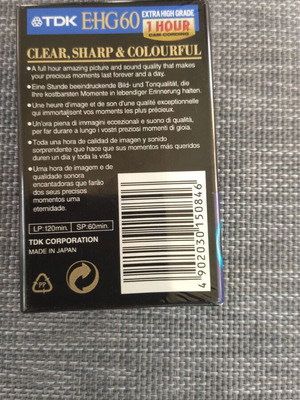 TDK E-HG60 EXTRA HIGH GRADE
1 HOUR
CAM-CORDING
CLEAR, SHARP & COLOURFUL
• A full hour amazing picture and sound quality that makes
your precious moments last forever and a day.
• Eine Stunde beeindruckende Bild- und Tonqualität, die
Ihre kostbarsten Momente in lebendiger Erinnerung halten.
• Une heure d'image et de son d'une qualité exceptionnelle
qui immortalisent vos moments les plus précieux.
• Un'ora piena di immagini eccezionali e suono di qualità,
per far durare a lungo i vostri preziosi momenti di gioia.
• Toda una hora de calidad de imagen y sonido
sorprendente que hace que sus momentos más queridos
duren un día y toda la vida
• Uma hora de imagem e de
qualidade sonora
encantadoras que farão
dos seus preciosos
momentos uma
eternidade.
LP:120min. SP:60min.
TDK CORPORATION
MADE IN JAPAN
PP
4 902030 150846